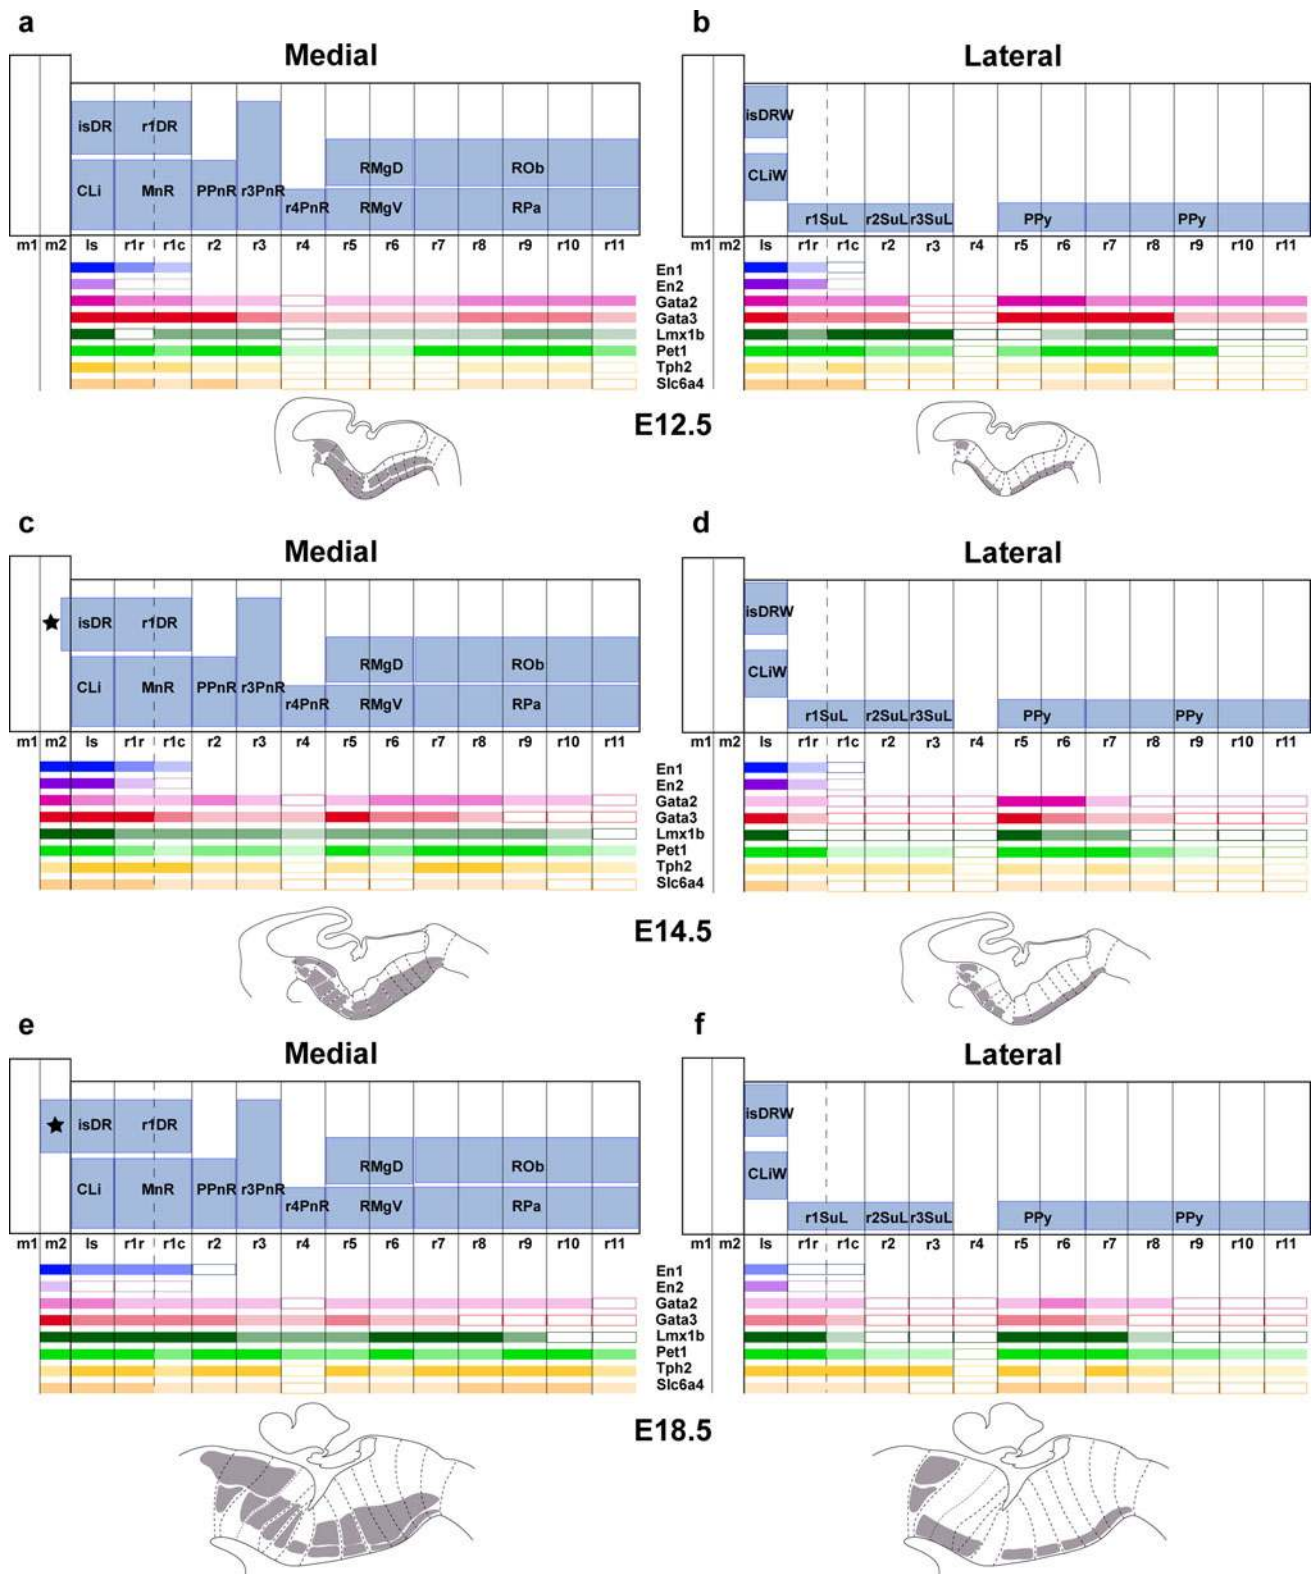 a
b
Medial
Lateral
isDR r1DR
isDRW
CLi MnR PPnR r3PnR r4PnR RMgD ROb
RMgV RPa
CLiW
r1SuL r2SuL r3SuL PPy PPy
m1 m2 Is r1r r1c r2 r3 r4 r5 r6 r7 r8 r9 r10 r11
m1 m2 Is r1r r1c r2 r3 r4 r5 r6 r7 r8 r9 r10 r11
En1
En2
Gata2
Gata3
Lmx1b
Pet1
Tph2
Slc6a4
E12.5
c
d
Medial
Lateral
isDR r1DR
isDRW
CLi MnR PPnR r3PnR r4PnR RMgD ROb
RMgV RPa
CLiW
r1SuL r2SuL r3SuL PPy PPy
m1 m2 Is r1r r1c r2 r3 r4 r5 r6 r7 r8 r9 r10 r11
m1 m2 Is r1r r1c r2 r3 r4 r5 r6 r7 r8 r9 r10 r11
En1
En2
Gata2
Gata3
Lmx1b
Pet1
Tph2
Slc6a4
E14.5
e
f
Medial
Lateral
isDR r1DR
isDRW
CLi MnR PPnR r3PnR r4PnR RMgD ROb
RMgV RPa
CLiW
r1SuL r2SuL r3SuL PPy PPy
m1 m2 Is r1r r1c r2 r3 r4 r5 r6 r7 r8 r9 r10 r11
m1 m2 Is r1r r1c r2 r3 r4 r5 r6 r7 r8 r9 r10 r11
En1
En2
Gata2
Gata3
Lmx1b
Pet1
Tph2
Slc6a4
E18.5